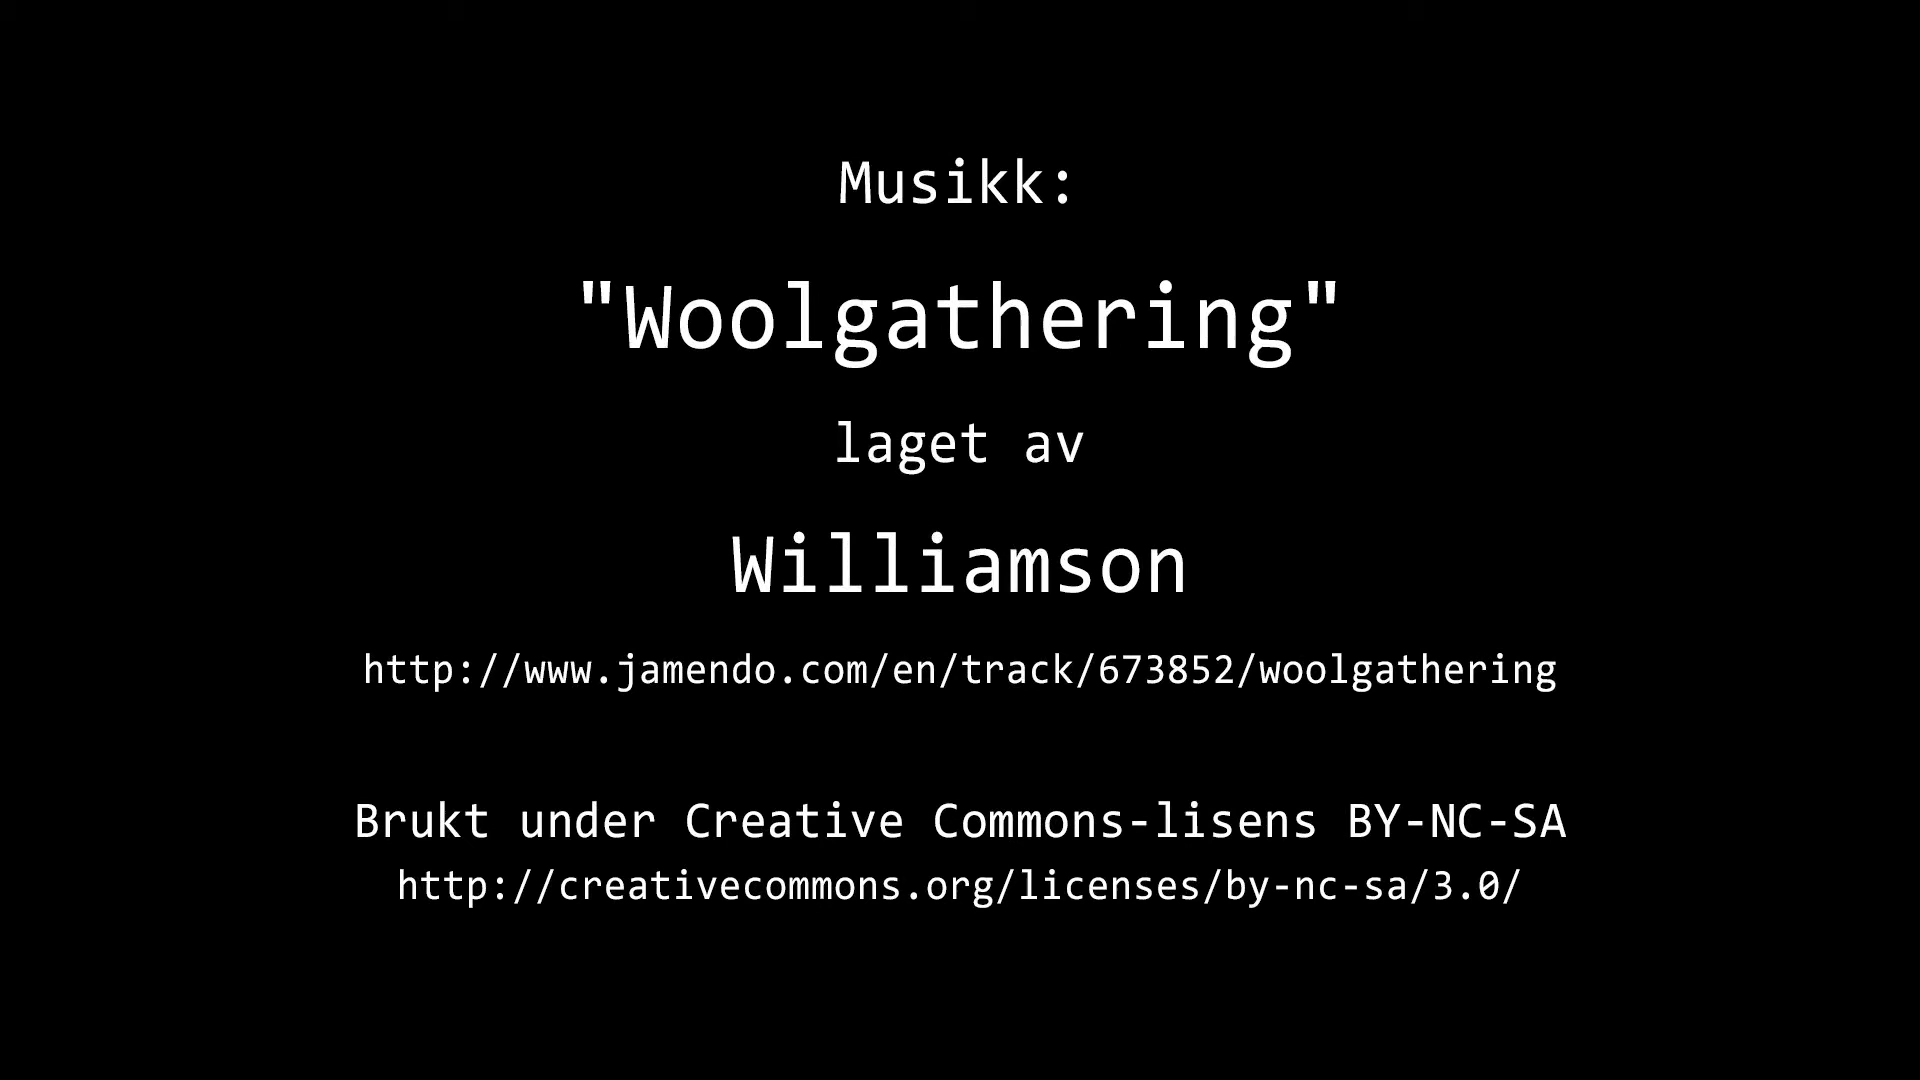 Musikk:
"Woolgathering"
laget av
Williamson
http://www.jamendo.com/en/track/673852/woolgathering
Brukt under Creative Commons-lisens BY-NC-SA
http://creativecommons.org/licenses/by-nc-sa/3.0/